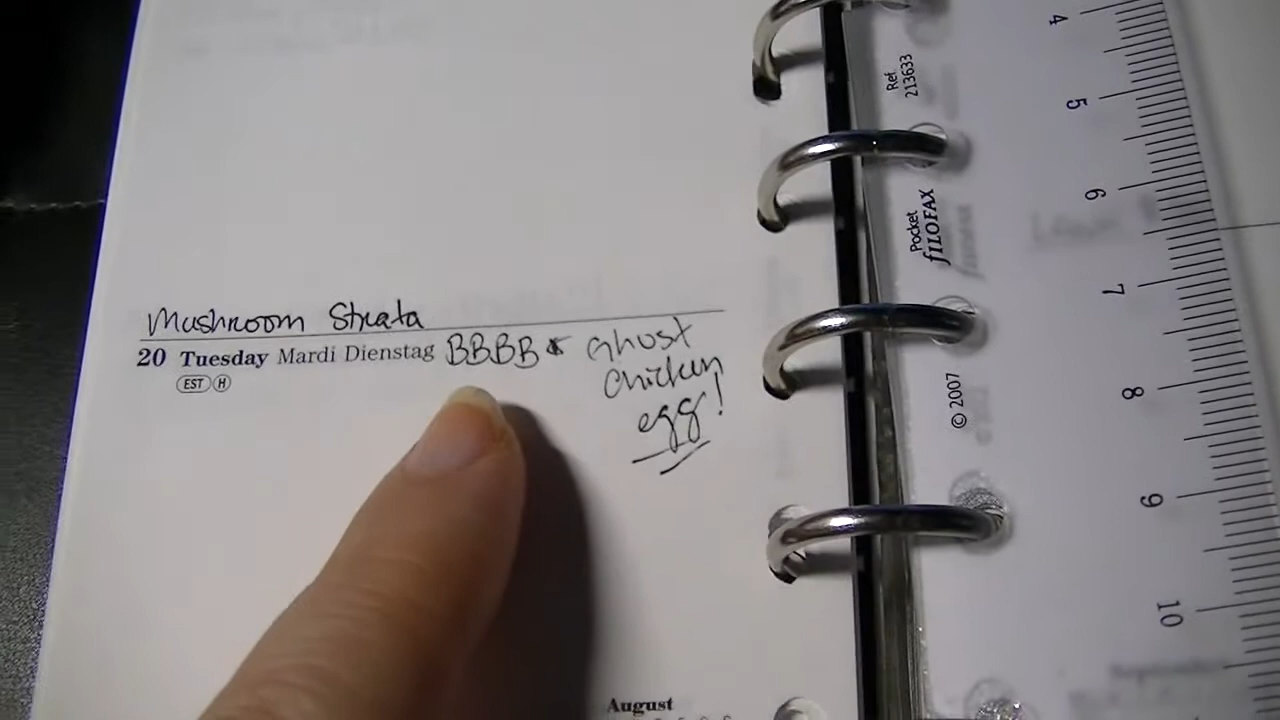 Mushroom Strata
20 Tuesday Mardi Dienstag BBBB & Ghost
chicken
egg!
EST H
August
Ref.
213633
Pocket
fILOFAX
© 2007
4
5
6
7
8
9
10